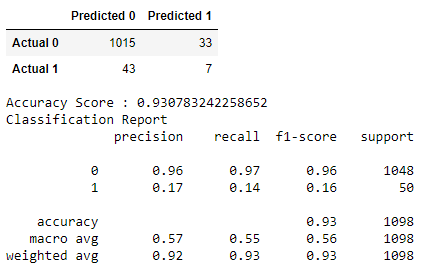 Predicted 0 Predicted 1
Actual 0 1015 33
Actual 1 43 7
Accuracy Score : 0.930783242258652
Classification Report
precision recall f1-score support
0 0.96 0.97 0.96 1048
1 0.17 0.14 0.16 50
accuracy 0.93 1098
macro avg 0.57 0.55 0.56 1098
weighted avg 0.92 0.93 0.93 1098